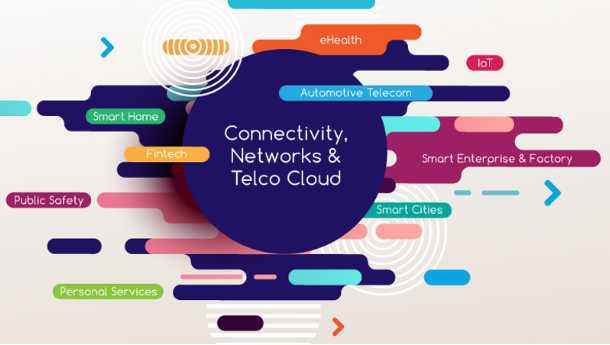 eHealth
IoT
Automotive Telecom
Smart Home
Connectivity,
Networks &
Telco Cloud
Fintech
Smart Enterprise & Factory
Public Safety
Smart Cities
Personal Services